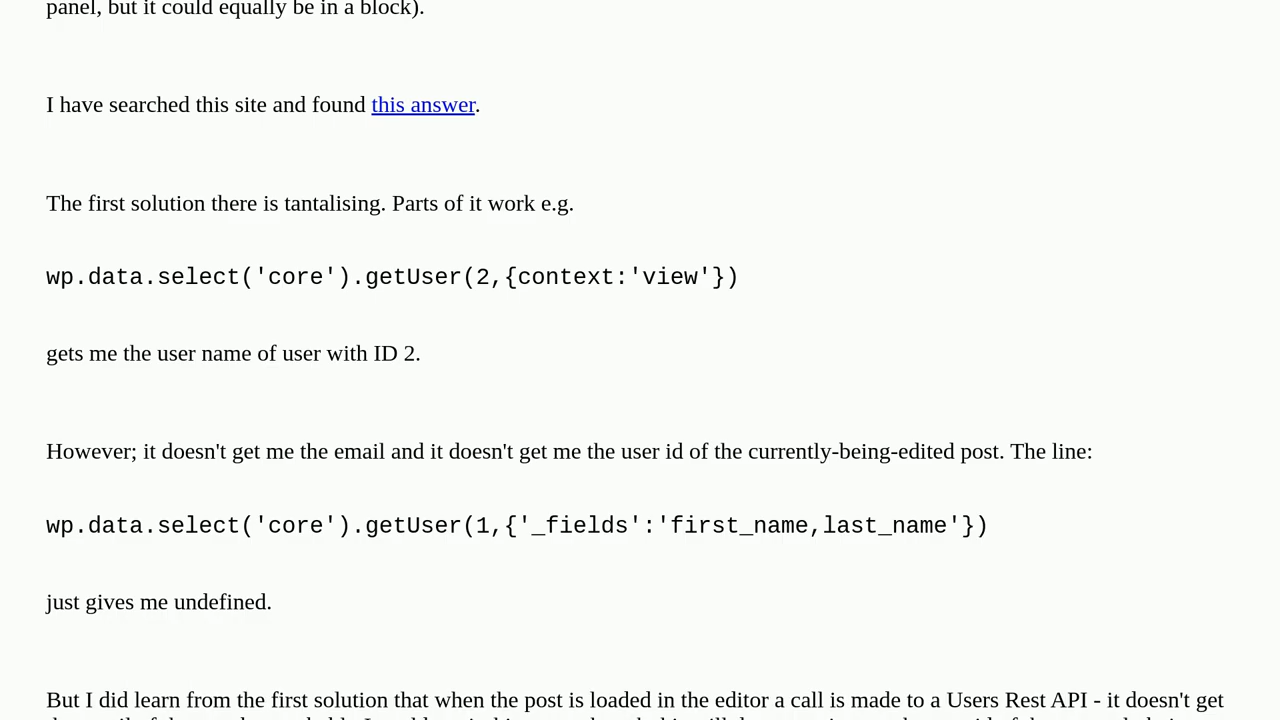 panel, but it could equally be in a block).
I have searched this site and found this answer.
The first solution there is tantalising. Parts of it work e.g.
wp.data.select('core').getUser(2,{context:'view'})
gets me the user name of user with ID 2.
However; it doesn't get me the email and it doesn't get me the user id of the currently-being-edited post. The line:
wp.data.select('core').getUser(1,{'_fields':'first_name,last_name'})
just gives me undefined.
But I did learn from the first solution that when the post is loaded in the editor a call is made to a Users Rest API - it doesn't get